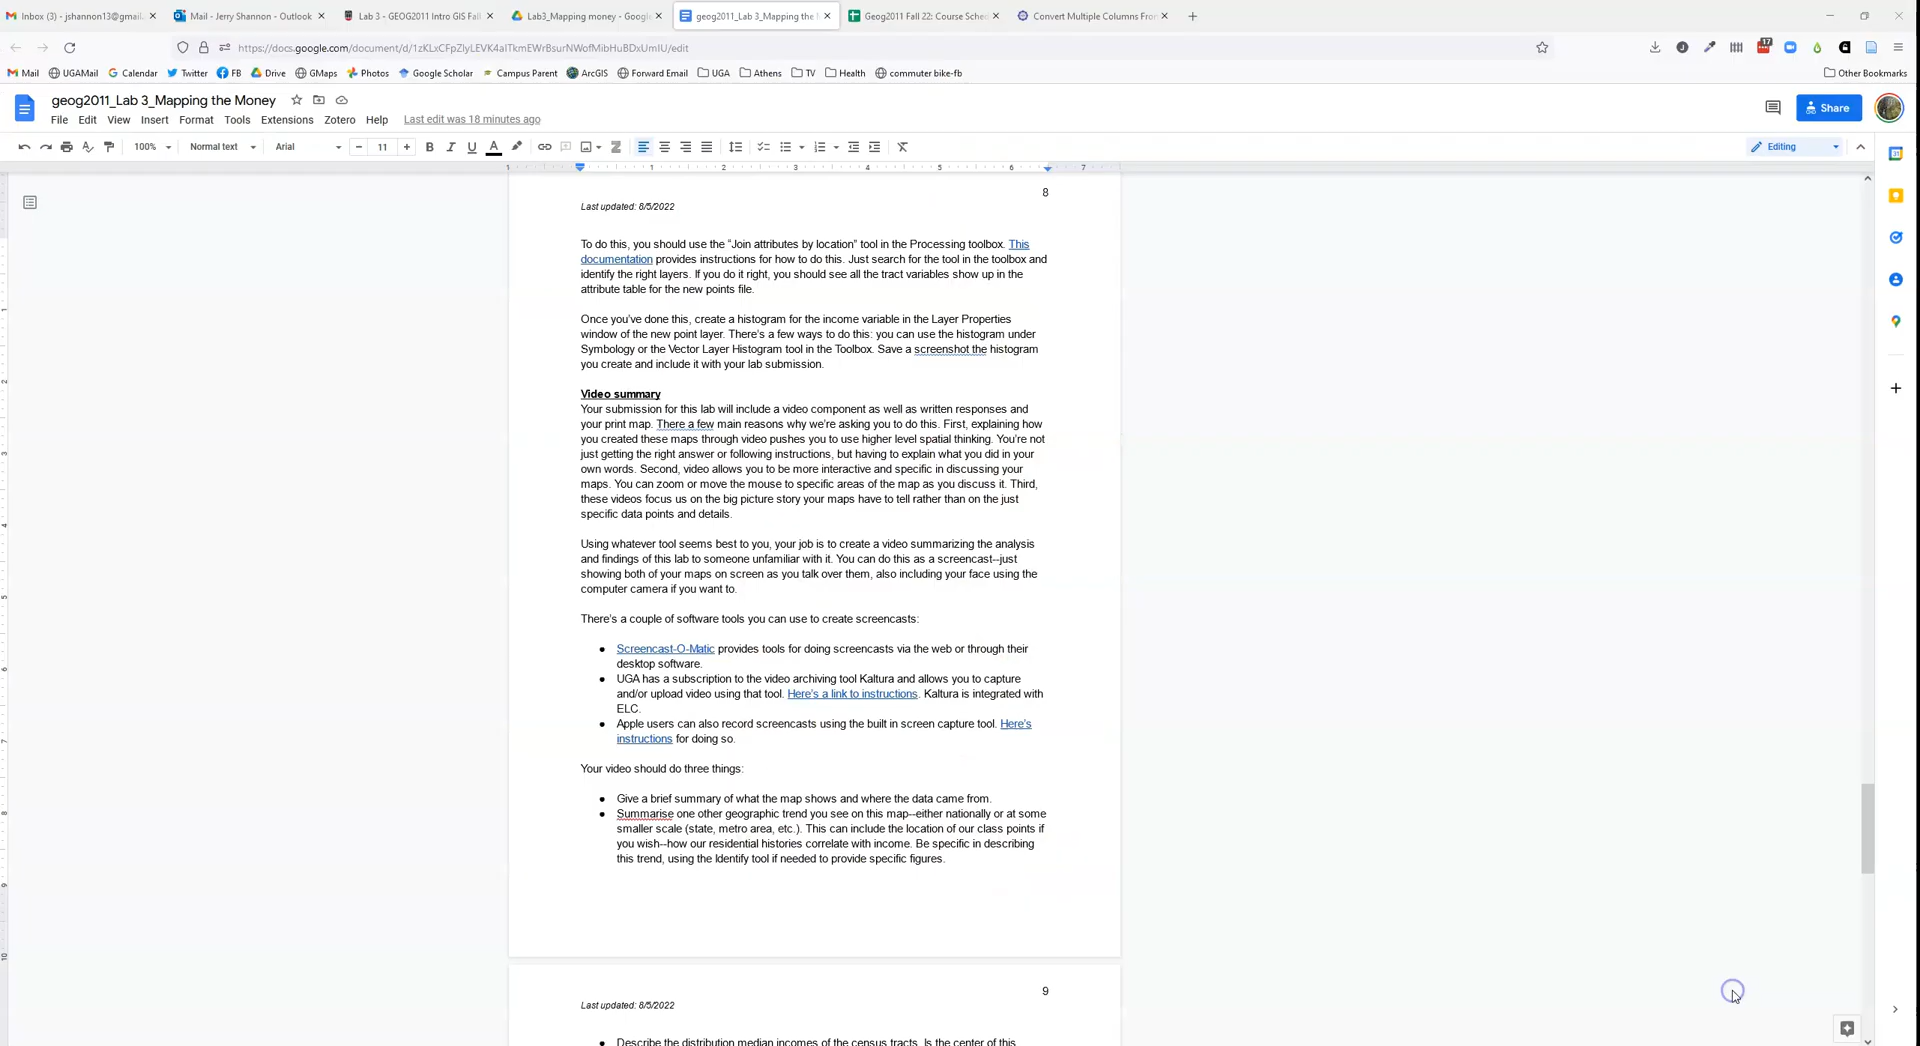 Inbox (3) - jshannon13@gmail.
Mail - Jerry Shannon - Outlook
Lab 3 - GEOG2011 Intro GIS Fall
Lab3_Mapping money - Google
geog2011_Lab 3_Mapping the
Geog2011 Fall 22: Course Sched
Convert Multiple Columns From
https://docs.google.com/document/d/1zKLxCFpZlyLEVK4alTkmEWrBsurNWofMibHuBDxUmIU/edit
17
Mail UGAMail Calendar Twitter FB Drive GMaps Photos Google Scholar Campus Parent ArcGIS Forward Email UGA Athens TV Health commuter bike-fb Other Bookmarks
geog2011_Lab 3_Mapping the Money
Share
File Edit View Insert Format Tools Extensions Zotero Help Last edit was 18 minutes ago
100% Normal text Arial 11 Editing
1 1 2 3 4 5 6 7
8
Last updated: 8/5/2022
To do this, you should use the “Join attributes by location” tool in the Processing toolbox. This
documentation provides instructions for how to do this. Just search for the tool in the toolbox and
identify the right layers. If you do it right, you should see all the tract variables show up in the
attribute table for the new points file.
Once you’ve done this, create a histogram for the income variable in the Layer Properties
window of the new point layer. There’s a few ways to do this: you can use the histogram under
Symbology or the Vector Layer Histogram tool in the Toolbox. Save a screenshot the histogram
you create and include it with your lab submission.
Video summary
Your submission for this lab will include a video component as well as written responses and
your print map. There a few main reasons why we’re asking you to do this. First, explaining how
you created these maps through video pushes you to use higher level spatial thinking. You’re not
just getting the right answer or following instructions, but having to explain what you did in your
own words. Second, video allows you to be more interactive and specific in discussing your
maps. You can zoom or move the mouse to specific areas of the map as you discuss it. Third,
these videos focus us on the big picture story your maps have to tell rather than on the just
specific data points and details.
Using whatever tool seems best to you, your job is to create a video summarizing the analysis
and findings of this lab to someone unfamiliar with it. You can do this as a screencast--just
showing both of your maps on screen as you talk over them, also including your face using the
computer camera if you want to.
There’s a couple of software tools you can use to create screencasts:
● Screencast-O-Matic provides tools for doing screencasts via the web or through their
desktop software.
● UGA has a subscription to the video archiving tool Kaltura and allows you to capture
and/or upload video using that tool. Here’s a link to instructions. Kaltura is integrated with
ELC.
● Apple users can also record screencasts using the built in screen capture tool. Here’s
instructions for doing so.
Your video should do three things:
● Give a brief summary of what the map shows and where the data came from.
● Summarise one other geographic trend you see on this map--either nationally or at some
smaller scale (state, metro area, etc.). This can include the location of our class points if
you wish--how our residential histories correlate with income. Be specific in describing
this trend, using the Identify tool if needed to provide specific figures.
9
Last updated: 8/5/2022
● Describe the distribution median incomes of the census tracts. Is the center of this